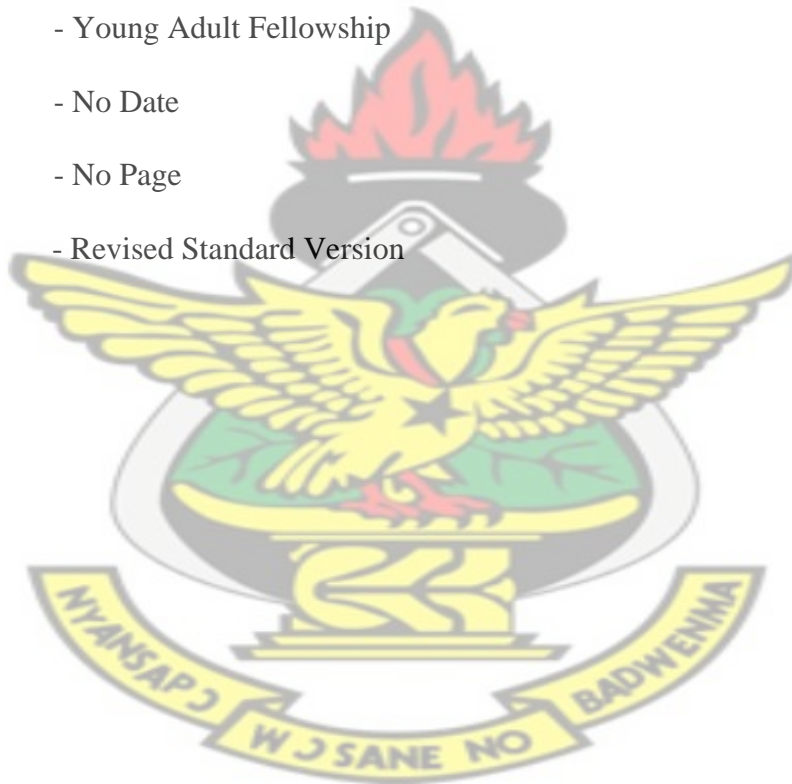 - Young Adult Fellowship
- No Date
- No Page
- Revised Standard Version
NYANSAPƆ
WƆSANE NO
BADWENMA